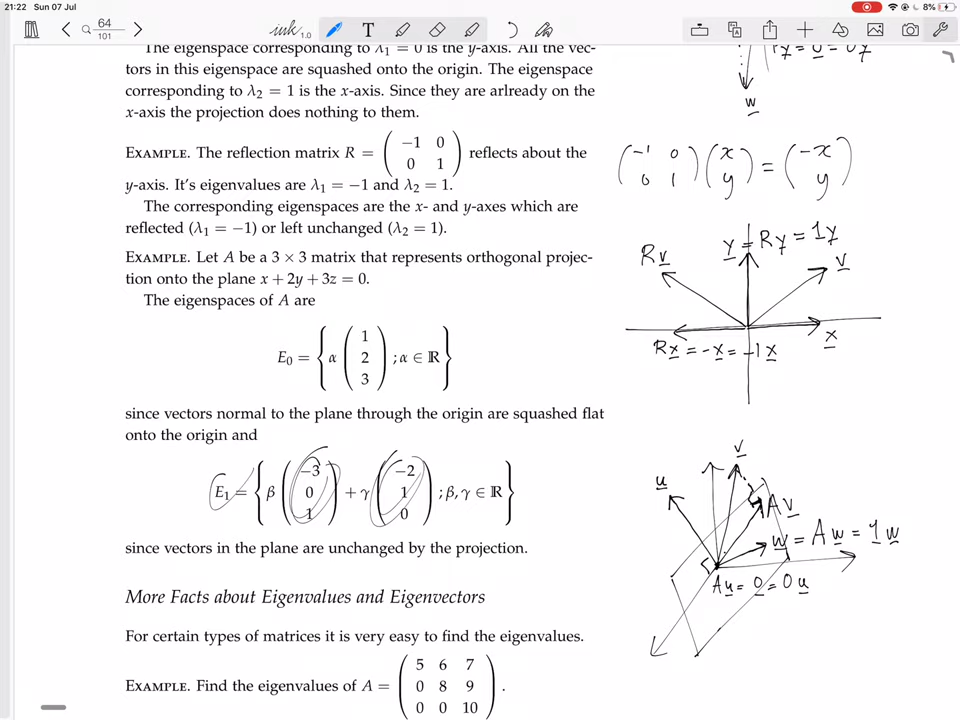 21:22 Sun 07 Jul
8%
64
101
ink 1.0
T
The eigenspace corresponding to λ₁ = 0 is the y-axis. All the vec-
tors in this eigenspace are squashed onto the origin. The eigenspace
corresponding to λ₂ = 1 is the x-axis. Since they are arlready on the
x-axis the projection does nothing to them.
w
EXAMPLE. The reflection matrix R = ( −1 0 ; 0 1 ) reflects about the
y-axis. It's eigenvalues are λ₁ = −1 and λ₂ = 1.
The corresponding eigenspaces are the x- and y-axes which are
reflected (λ₁ = −1) or left unchanged (λ₂ = 1).
EXAMPLE. Let A be a 3 × 3 matrix that represents orthogonal projec-
tion onto the plane x + 2y + 3z = 0.
The eigenspaces of A are
E₀ = { α ( 1 2 3 ) ; α ∈ ℝ }
since vectors normal to the plane through the origin are squashed flat
onto the origin and
E₁ = { β ( −3 0 1 ) + γ ( −2 1 0 ) ; β, γ ∈ ℝ }
since vectors in the plane are unchanged by the projection.
More Facts about Eigenvalues and Eigenvectors
For certain types of matrices it is very easy to find the eigenvalues.
EXAMPLE. Find the eigenvalues of A = ( 5 6 7 ; 0 8 9 ; 0 0 10 ) .
( −1 0 ; 0 1 ) ( x ; y ) = ( −x ; y )
Rv
y = Ry = 1y
v
x
Rx = −x = −1x
v
u
Av
w = Aw = 1w
Au = 0 = 0u